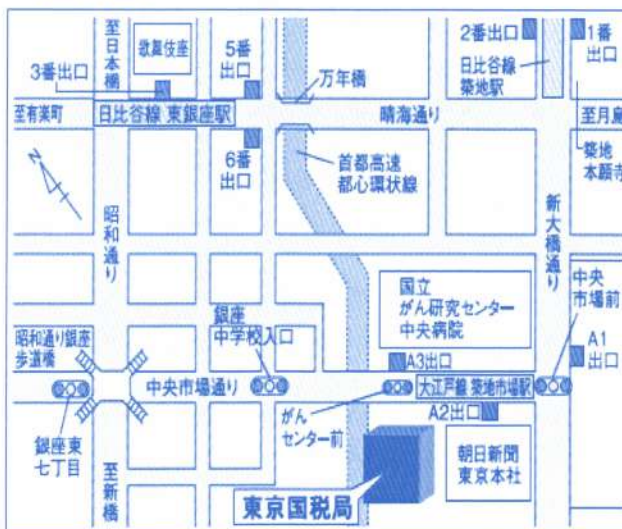 至日本橋
歌舞伎座
5番
出口
2番出口
1番
出口
3番出口
日比谷線
築地駅
万年橋
至有楽町
日比谷線 東銀座駅
晴海通り
至月島
6番
出口
首都高速
都心環状線
築地
本願寺
昭和通り
新大橋通り
国立
がん研究センター
中央病院
中央
市場前
銀座
中学校入口
昭和通り銀座
歩道橋
A3出口
A1
出口
中央市場通り
大江戸線 築地市場駅
がん
センター前
A2出口
銀座東
七丁目
至新橋
朝日新聞
東京本社
東京国税局
N